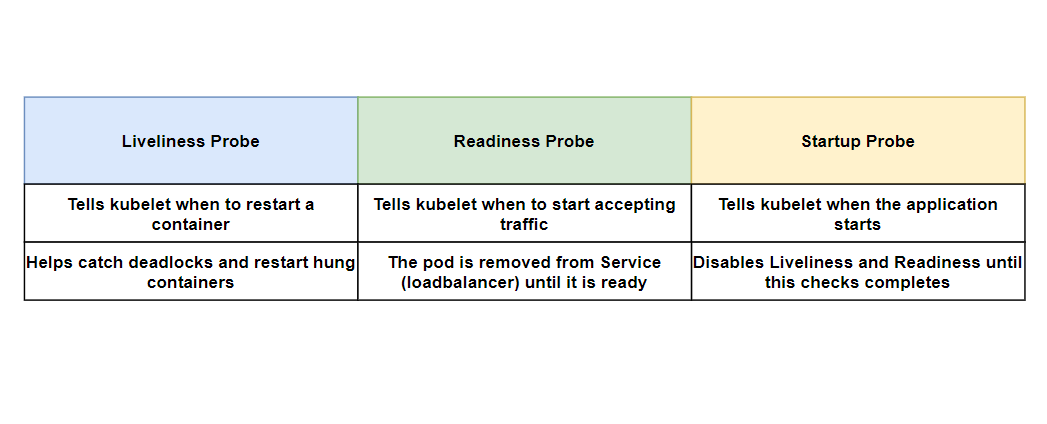 Liveliness Probe
Readiness Probe
Startup Probe
Tells kubelet when to restart a
container
Tells kubelet when to start accepting
traffic
Tells kubelet when the application
starts
Helps catch deadlocks and restart hung
containers
The pod is removed from Service
(loadbalancer) until it is ready
Disables Liveliness and Readiness until
this checks completes